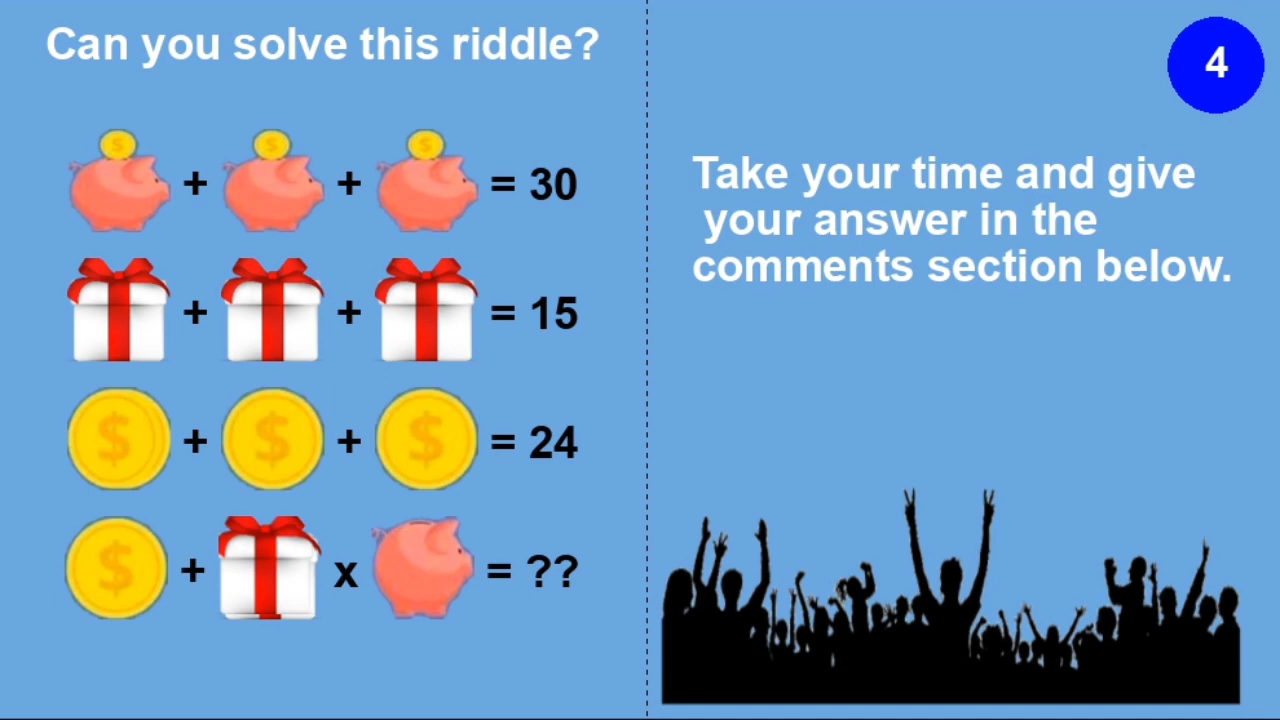 Can you solve this riddle?
4
+ + = 30
+ + = 15
+ + = 24
+ x = ??
Take your time and give
your answer in the
comments section below.